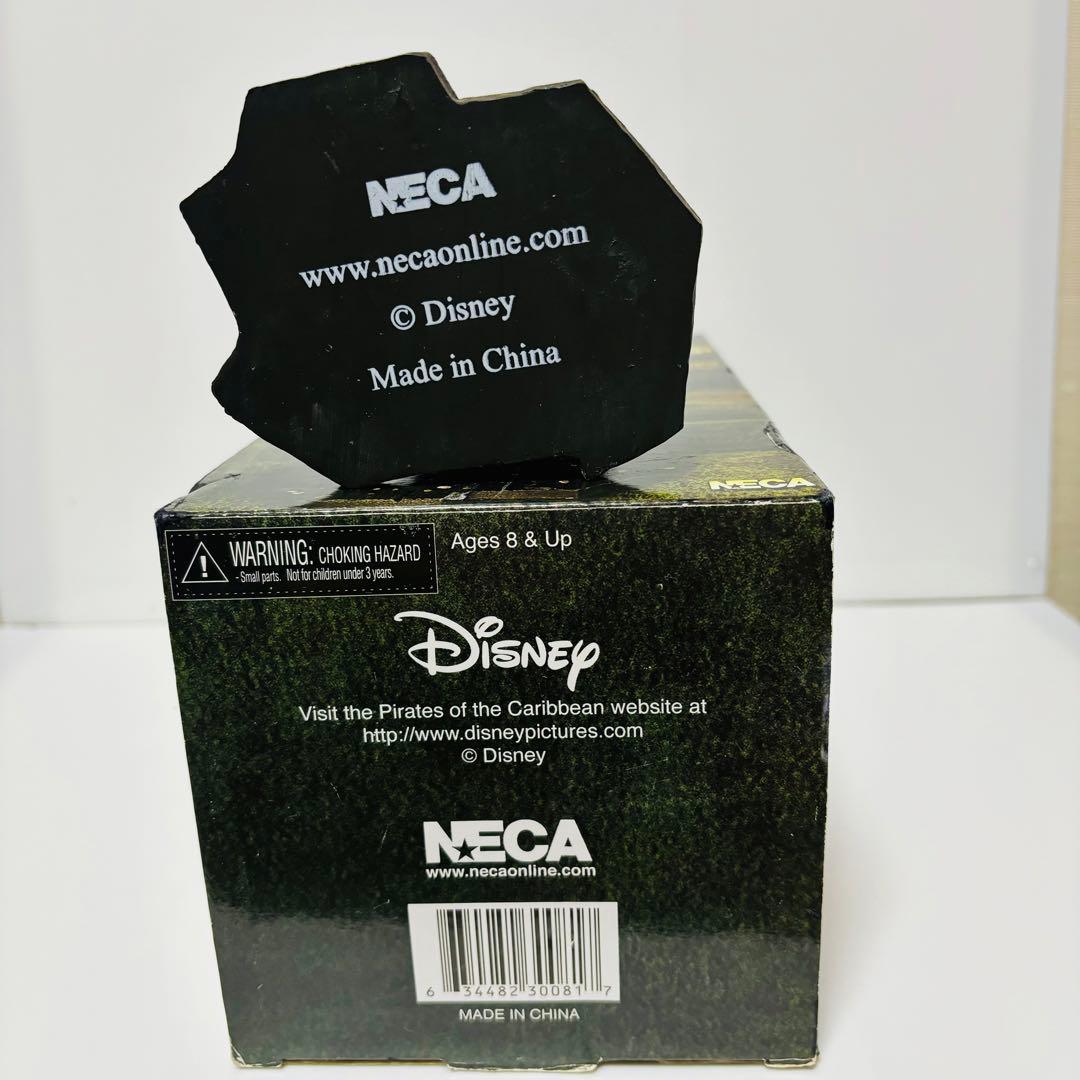 NECA
www.necaonline.com
© Disney
Made in China
NECA
WARNING: CHOKING HAZARD
- Small parts. Not for children under 3 years.
Ages 8 & Up
Disney
Visit the Pirates of the Caribbean website at
http://www.disneypictures.com
© Disney
NECA
www.necaonline.com
6 34482 30081 7
MADE IN CHINA